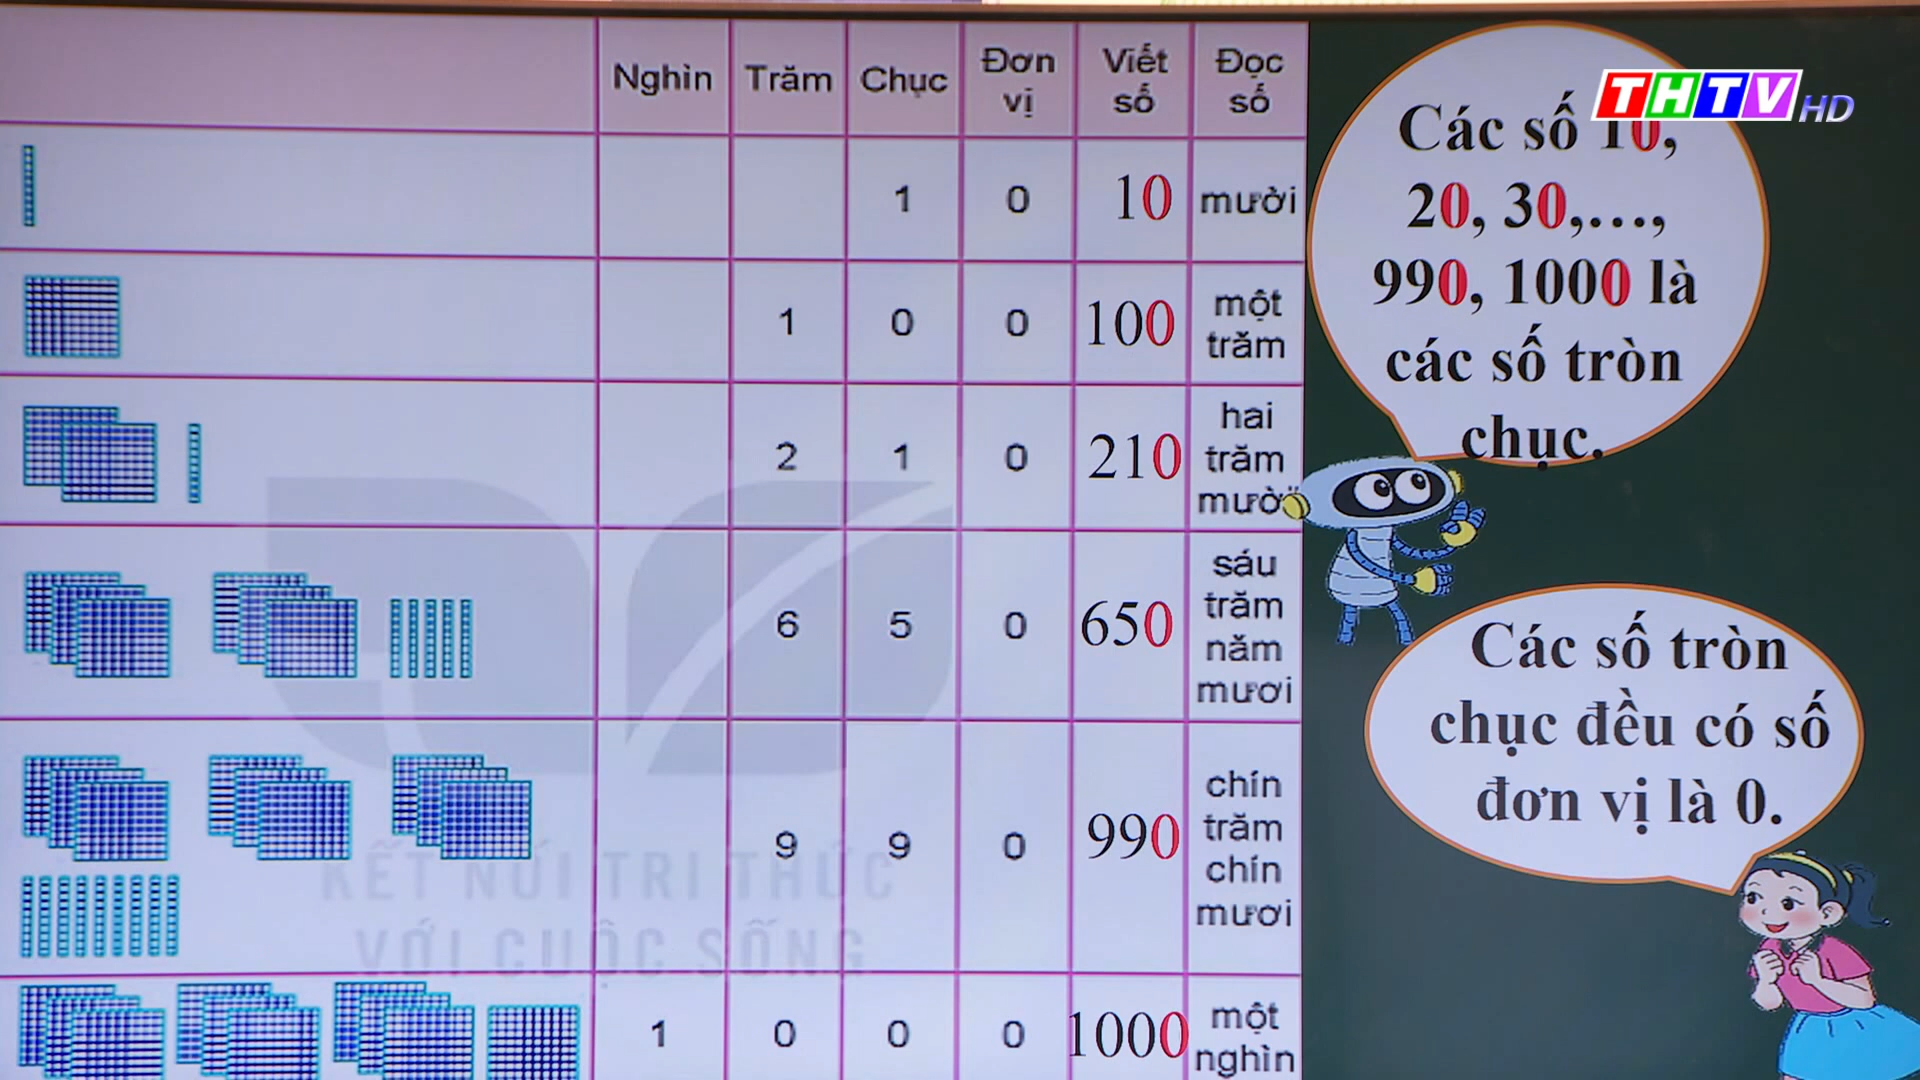 Nghìn Trăm Chục Đơn vị Viết số Đọc số
1 0 10 mười
1 0 0 100 một trăm
2 1 0 210 hai trăm mười
6 5 0 650 sáu trăm năm mươi
9 9 0 990 chín trăm chín mươi
1 0 0 0 1000 một nghìn
KẾT NỐI TRI THỨC
VỚI CUỘC SỐNG
THTV HD
Các số 10,
20, 30,...,
990, 1000 là
các số tròn
chục.
Các số tròn
chục đều có số
đơn vị là 0.